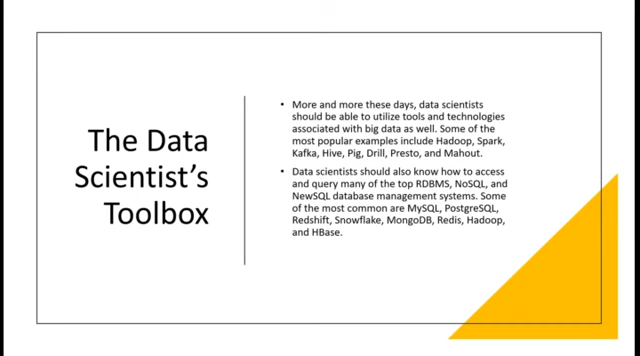 The Data
Scientist's
Toolbox
• More and more these days, data scientists
should be able to utilize tools and technologies
associated with big data as well. Some of the
most popular examples include Hadoop, Spark,
Kafka, Hive, Pig, Drill, Presto, and Mahout.
• Data scientists should also know how to access
and query many of the top RDBMS, NoSQL, and
NewSQL database management systems. Some
of the most common are MySQL, PostgreSQL,
Redshift, Snowflake, MongoDB, Redis, Hadoop,
and HBase.